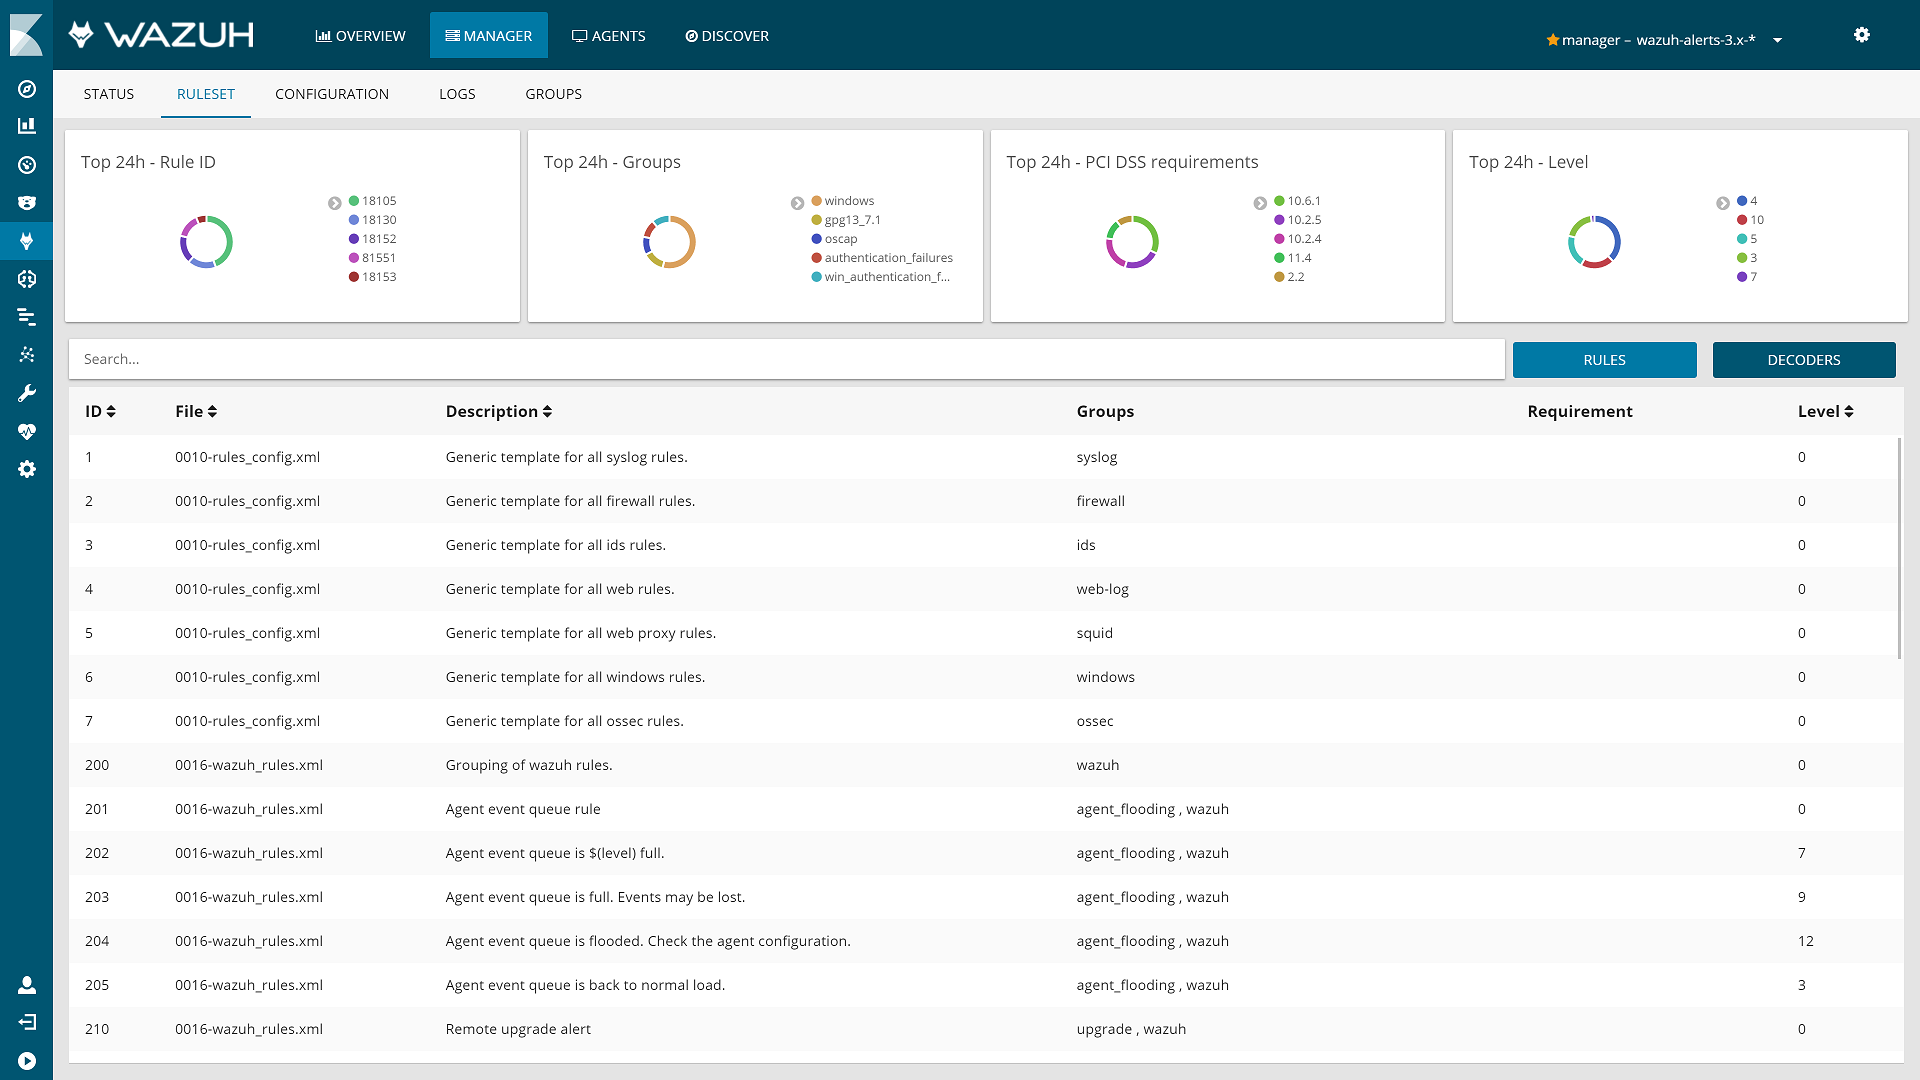 WAZUH OVERVIEW MANAGER AGENTS DISCOVER manager – wazuh-alerts-3.x-*
STATUS RULESET CONFIGURATION LOGS GROUPS
Top 24h - Rule ID
18105
18130
18152
81551
18153
Top 24h - Groups
windows
gpg13_7.1
oscap
authentication_failures
win_authentication_f...
Top 24h - PCI DSS requirements
10.6.1
10.2.5
10.2.4
11.4
2.2
Top 24h - Level
4
10
5
3
7
Search... RULES DECODERS
ID File Description Groups Requirement Level
1 0010-rules_config.xml Generic template for all syslog rules. syslog 0
2 0010-rules_config.xml Generic template for all firewall rules. firewall 0
3 0010-rules_config.xml Generic template for all ids rules. ids 0
4 0010-rules_config.xml Generic template for all web rules. web-log 0
5 0010-rules_config.xml Generic template for all web proxy rules. squid 0
6 0010-rules_config.xml Generic template for all windows rules. windows 0
7 0010-rules_config.xml Generic template for all ossec rules. ossec 0
200 0016-wazuh_rules.xml Grouping of wazuh rules. wazuh 0
201 0016-wazuh_rules.xml Agent event queue rule agent_flooding , wazuh 0
202 0016-wazuh_rules.xml Agent event queue is $(level) full. agent_flooding , wazuh 7
203 0016-wazuh_rules.xml Agent event queue is full. Events may be lost. agent_flooding , wazuh 9
204 0016-wazuh_rules.xml Agent event queue is flooded. Check the agent configuration. agent_flooding , wazuh 12
205 0016-wazuh_rules.xml Agent event queue is back to normal load. agent_flooding , wazuh 3
210 0016-wazuh_rules.xml Remote upgrade alert upgrade , wazuh 0